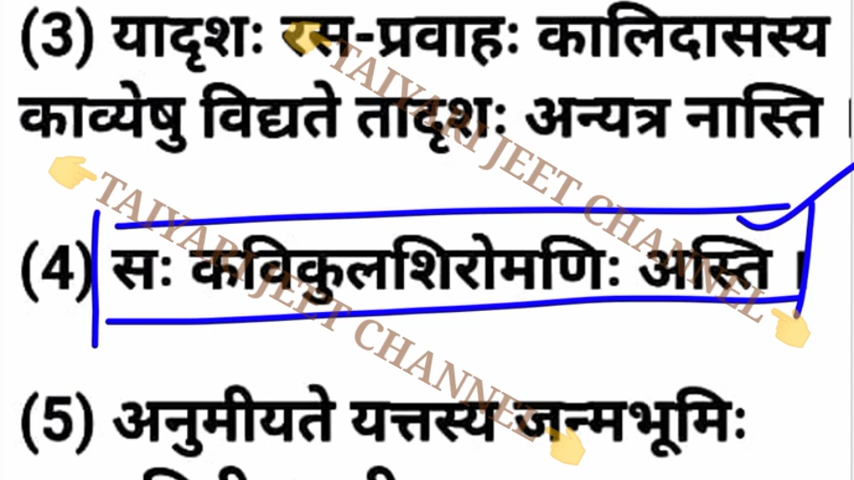 (3) यादृशः रस-प्रवाहः कालिदासस्य
काव्येषु विद्यते तादृशः अन्यत्र नास्ति ।
TAIYARI JEET CHANNEL
(4) सः कविकुलशिरोमणिः अस्ति ।
TAIYARI JEET CHANNEL
(5) अनुमीयते यत्तस्य जन्मभूमिः